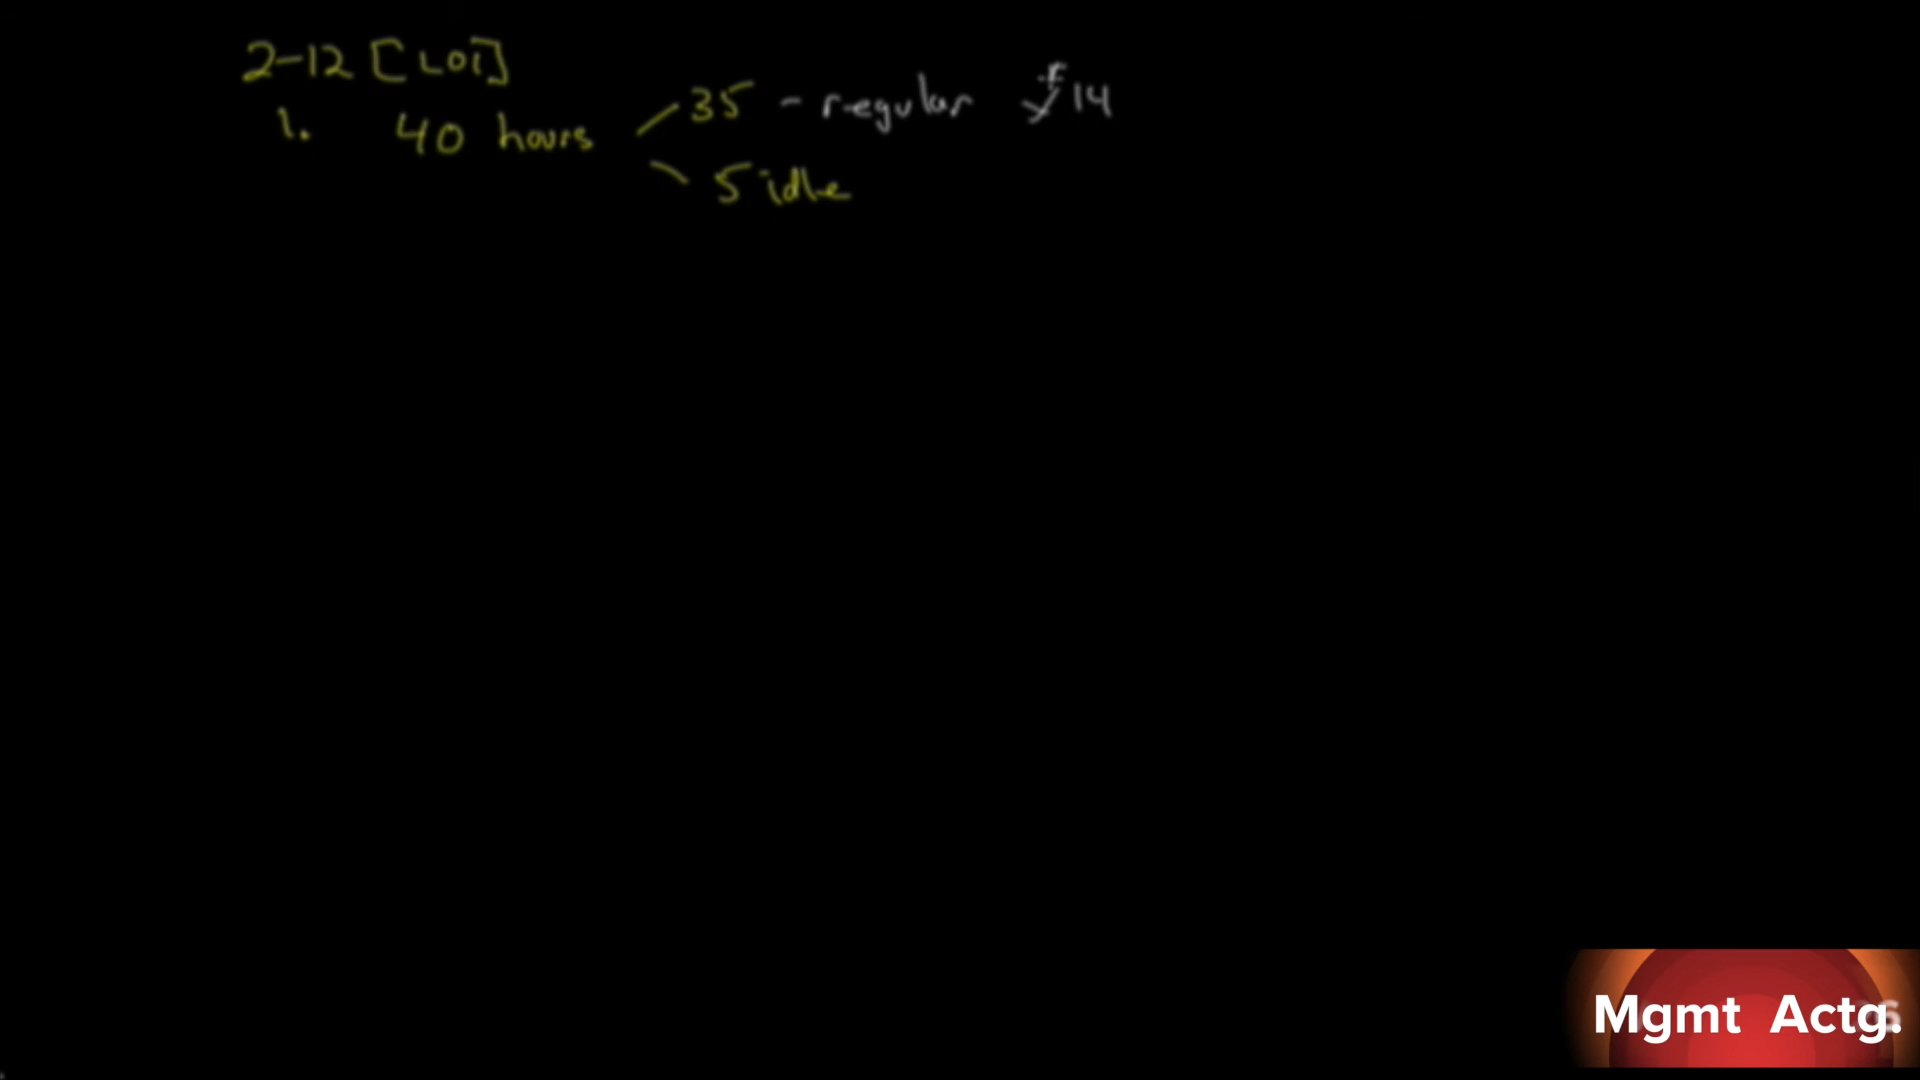 2-12 [LO1]
1. 40 hours 35 - regular x 14
5 idle
Mgmt Actg.